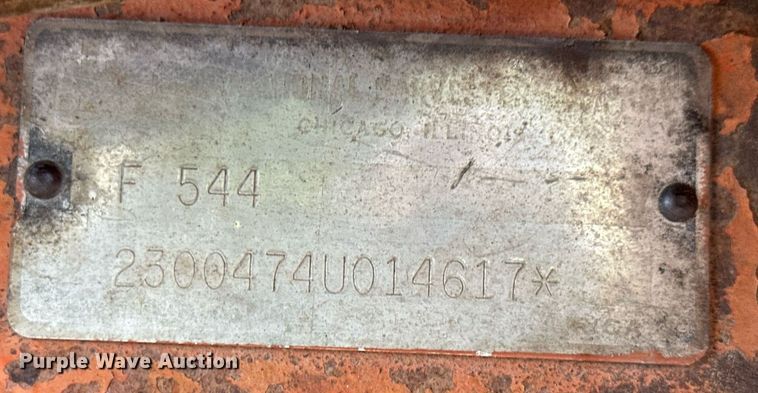 CHICAGO, ILLINOIS
F 544
2300474U014617*
Purple Wave Auction